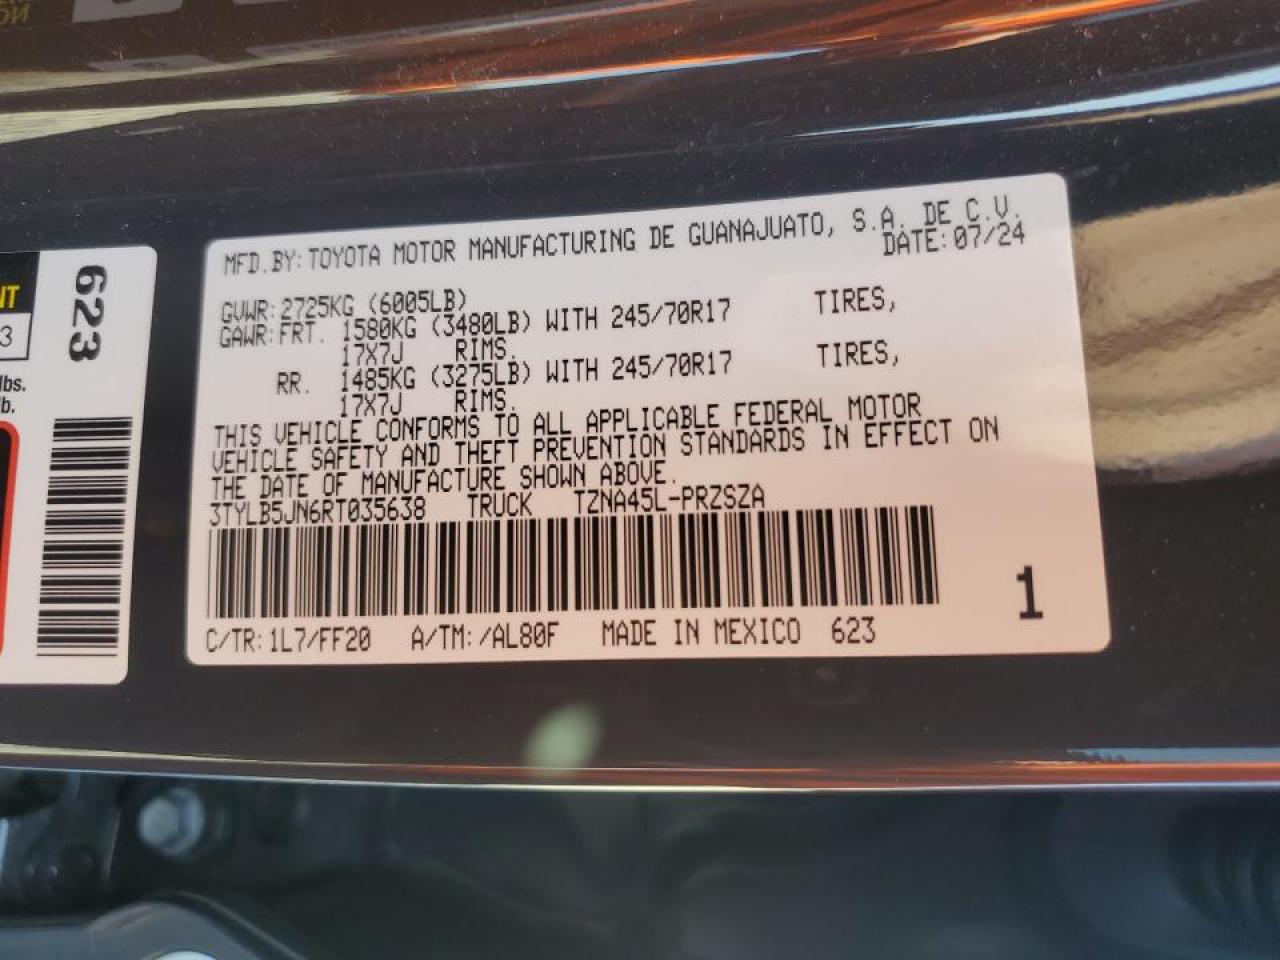 MFD.BY:TOYOTA MOTOR MANUFACTURING DE GUANAJUATO, S.A. DE C.V.
DATE:07/24
GVWR:2725KG (6005LB)
GAWR:FRT. 1580KG (3480LB) WITH 245/70R17 TIRES,
17X7J RIMS.
RR. 1485KG (3275LB) WITH 245/70R17 TIRES,
17X7J RIMS.
THIS VEHICLE CONFORMS TO ALL APPLICABLE FEDERAL MOTOR
VEHICLE SAFETY AND THEFT PREVENTION STANDARDS IN EFFECT ON
THE DATE OF MANUFACTURE SHOWN ABOVE.
3TYLB5JN6RT035638 TRUCK TZNA45L-PRZSZA
C/TR:1L7/FF20 A/TM:/AL80F MADE IN MEXICO 623
1
623
3
lbs.
lb.